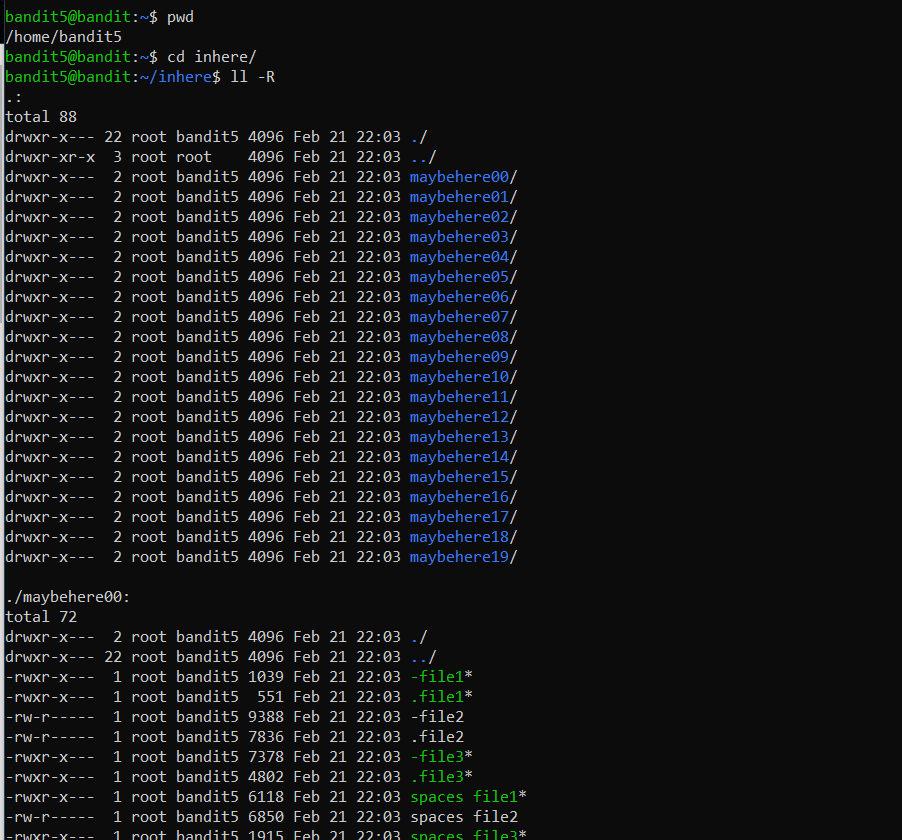 bandit5@bandit:~$ pwd
/home/bandit5
bandit5@bandit:~$ cd inhere/
bandit5@bandit:~/inhere$ ll -R
.:
total 88
drwxr-x--- 22 root bandit5 4096 Feb 21 22:03 ./
drwxr-xr-x  3 root root    4096 Feb 21 22:03 ../
drwxr-x---  2 root bandit5 4096 Feb 21 22:03 maybehere00/
drwxr-x---  2 root bandit5 4096 Feb 21 22:03 maybehere01/
drwxr-x---  2 root bandit5 4096 Feb 21 22:03 maybehere02/
drwxr-x---  2 root bandit5 4096 Feb 21 22:03 maybehere03/
drwxr-x---  2 root bandit5 4096 Feb 21 22:03 maybehere04/
drwxr-x---  2 root bandit5 4096 Feb 21 22:03 maybehere05/
drwxr-x---  2 root bandit5 4096 Feb 21 22:03 maybehere06/
drwxr-x---  2 root bandit5 4096 Feb 21 22:03 maybehere07/
drwxr-x---  2 root bandit5 4096 Feb 21 22:03 maybehere08/
drwxr-x---  2 root bandit5 4096 Feb 21 22:03 maybehere09/
drwxr-x---  2 root bandit5 4096 Feb 21 22:03 maybehere10/
drwxr-x---  2 root bandit5 4096 Feb 21 22:03 maybehere11/
drwxr-x---  2 root bandit5 4096 Feb 21 22:03 maybehere12/
drwxr-x---  2 root bandit5 4096 Feb 21 22:03 maybehere13/
drwxr-x---  2 root bandit5 4096 Feb 21 22:03 maybehere14/
drwxr-x---  2 root bandit5 4096 Feb 21 22:03 maybehere15/
drwxr-x---  2 root bandit5 4096 Feb 21 22:03 maybehere16/
drwxr-x---  2 root bandit5 4096 Feb 21 22:03 maybehere17/
drwxr-x---  2 root bandit5 4096 Feb 21 22:03 maybehere18/
drwxr-x---  2 root bandit5 4096 Feb 21 22:03 maybehere19/

./maybehere00:
total 72
drwxr-x---  2 root bandit5 4096 Feb 21 22:03 ./
drwxr-x--- 22 root bandit5 4096 Feb 21 22:03 ../
-rwxr-x---  1 root bandit5 1039 Feb 21 22:03 -file1*
-rwxr-x---  1 root bandit5  551 Feb 21 22:03 .file1*
-rw-r-----  1 root bandit5 9388 Feb 21 22:03 -file2
-rw-r-----  1 root bandit5 7836 Feb 21 22:03 .file2
-rwxr-x---  1 root bandit5 7378 Feb 21 22:03 -file3*
-rwxr-x---  1 root bandit5 4802 Feb 21 22:03 .file3*
-rwxr-x---  1 root bandit5 6118 Feb 21 22:03 spaces file1*
-rw-r-----  1 root bandit5 6850 Feb 21 22:03 spaces file2
-rwxr-x---  1 root bandit5 1915 Feb 21 22:03 spaces file3*